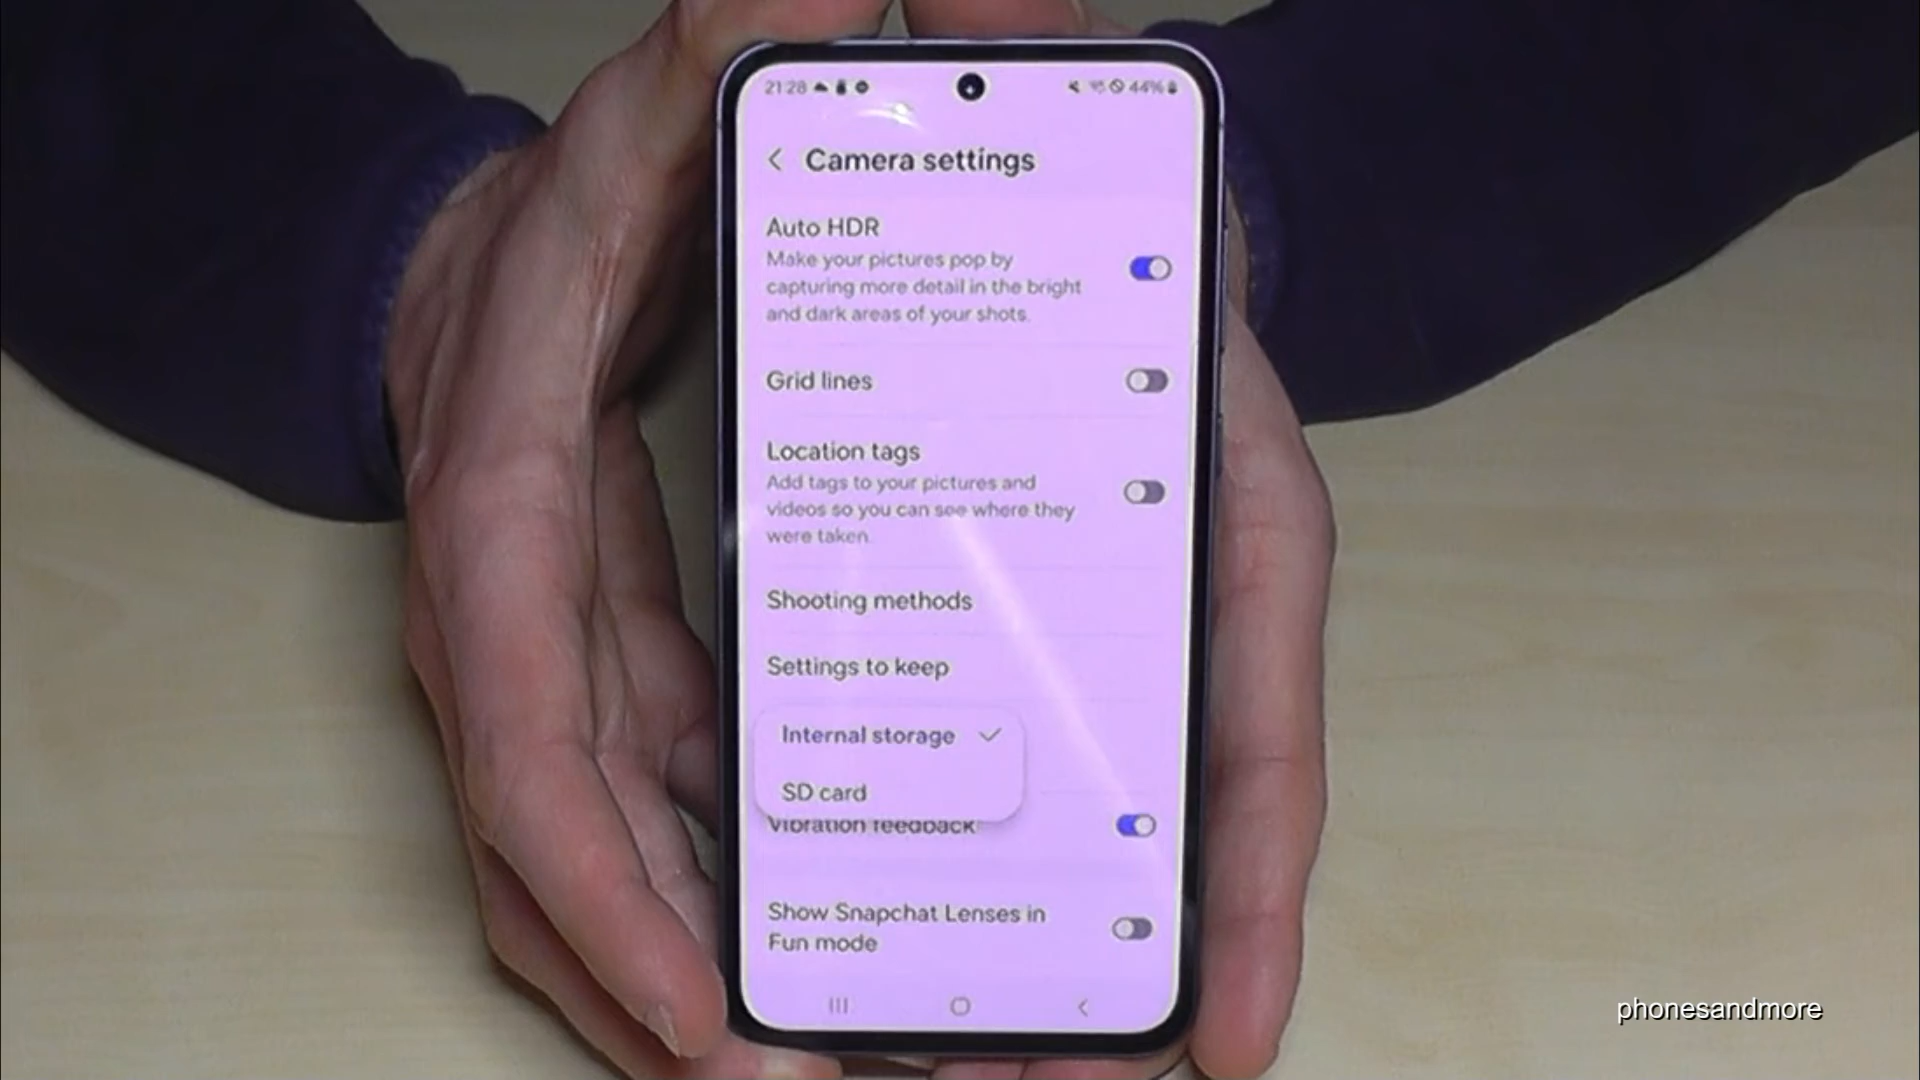 21:28
44%
Camera settings
Auto HDR
Make your pictures pop by
capturing more detail in the bright
and dark areas of your shots.
Grid lines
Location tags
Add tags to your pictures and
videos so you can see where they
were taken.
Shooting methods
Settings to keep
Internal storage
SD card
Vibration feedback
Show Snapchat Lenses in
Fun mode
phonesandmore